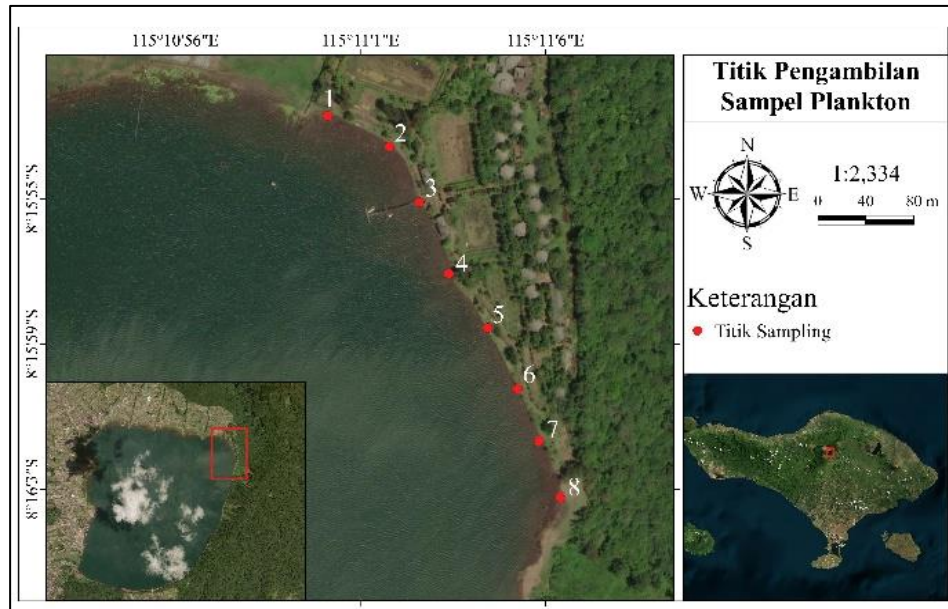 115°10'56"E 115°11'1"E 115°11'6"E
8°15'55"S
8°15'59"S
8°16'3"S
1
2
3
4
5
6
7
8
Titik Pengambilan
Sampel Plankton
N
W E
S
1:2,334
0 40 80 m
Keterangan
Titik Sampling